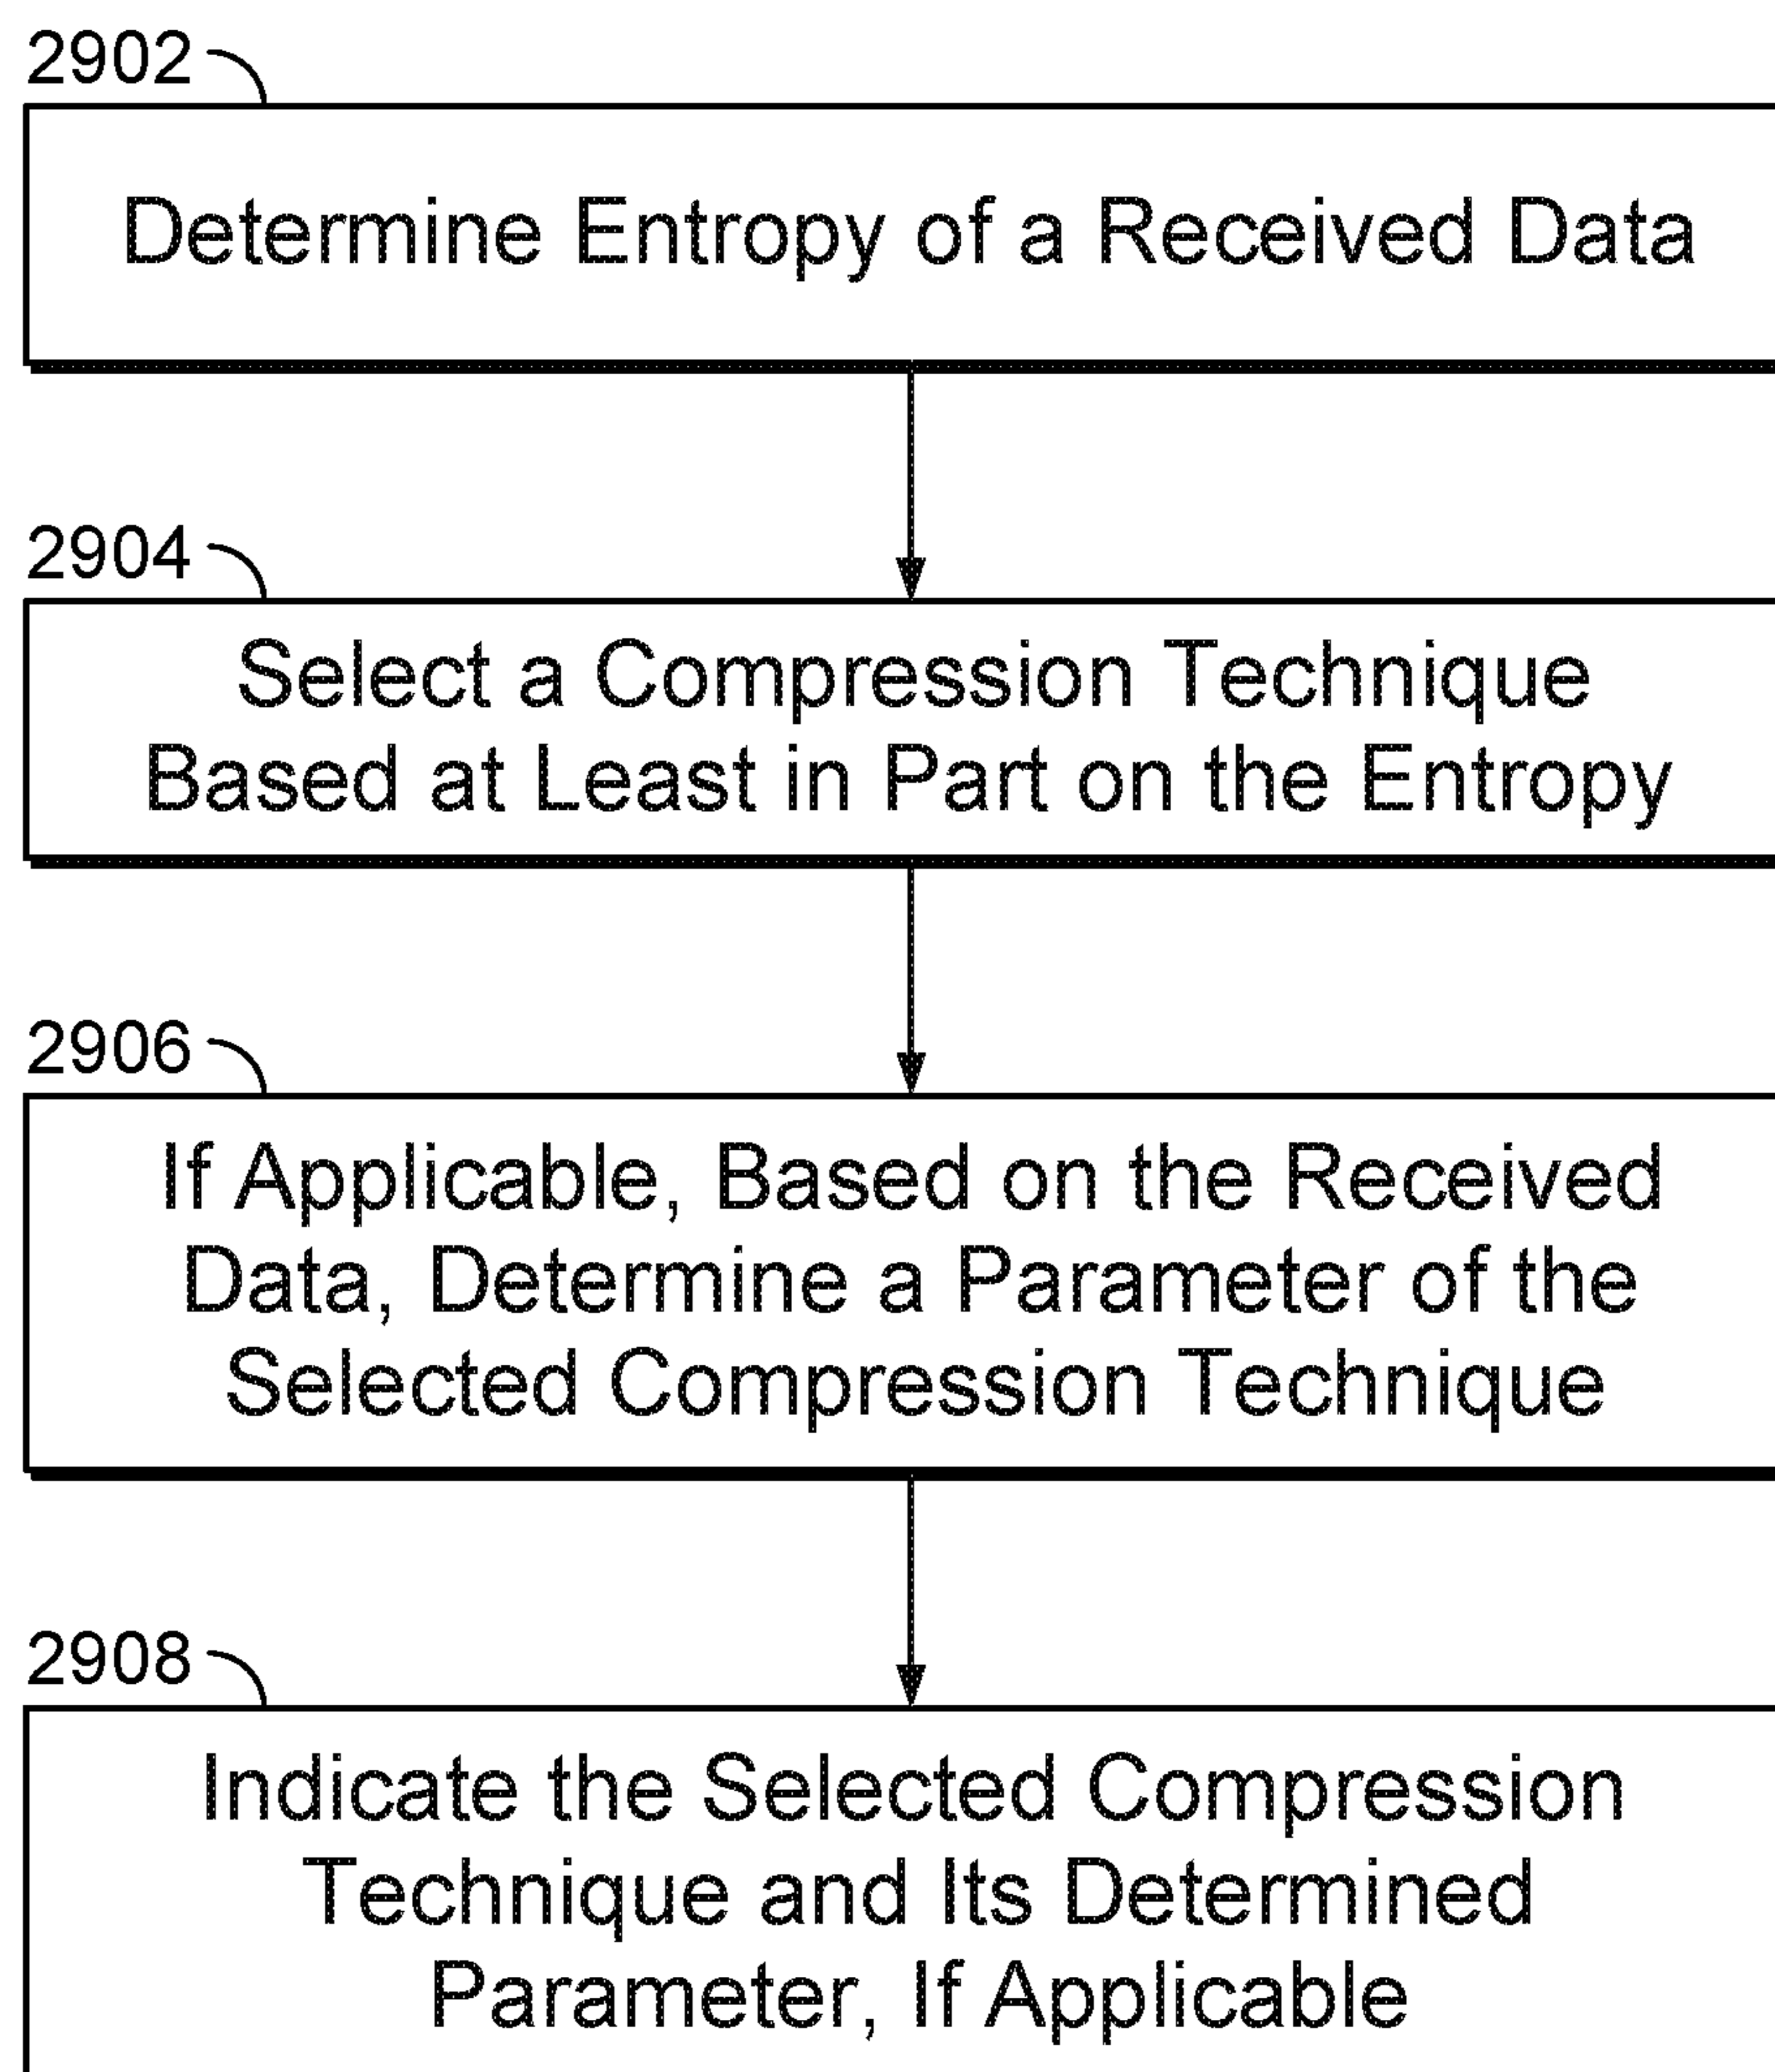 2902
Determine Entropy of a Received Data
2904
Select a Compression Technique
Based at Least in Part on the Entropy
2906
If Applicable, Based on the Received
Data, Determine a Parameter of the
Selected Compression Technique
2908
Indicate the Selected Compression
Technique and Its Determined
Parameter, If Applicable